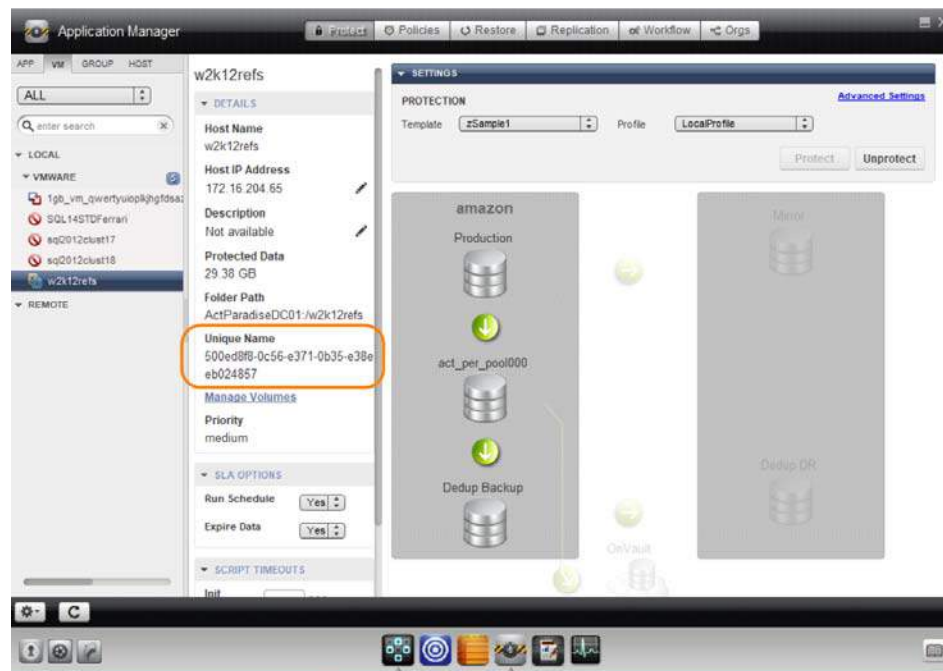 Application Manager
Protect
Policies
Restore
Replication
Workflow
Orgs
APP VM GROUP HOST
ALL
enter search
LOCAL
VMWARE
SQL14STDFerrari
sql2012clust17
sql2012clust18
w2k12refs
REMOTE
w2k12refs
DETAILS
Host Name
w2k12refs
Host IP Address
172.16.204.65
Description
Not available
Protected Data
29.38 GB
Folder Path
ActParadiseDC01:/w2k12refs
Unique Name
500ed8f8-0c56-e371-0b35-e38e
eb024857
Manage Volumes
Priority
medium
SLA OPTIONS
Run Schedule Yes
Expire Data Yes
SCRIPT TIMEOUTS
Init
SETTINGS
PROTECTION
Advanced Settings
Template zSample1 Profile LocalProfile
Protect Unprotect
amazon
Production
act_per_pool000
Dedup Backup
Mirror
Dedup DR
OnVault